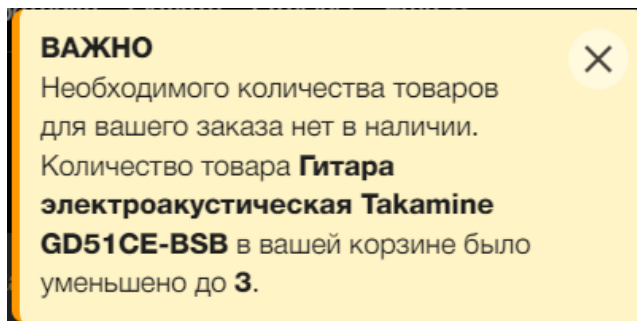 ВАЖНО
Необходимого количества товаров
для вашего заказа нет в наличии.
Количество товара Гитара
электроакустическая Takamine
GD51CE-BSB в вашей корзине было
уменьшено до 3.